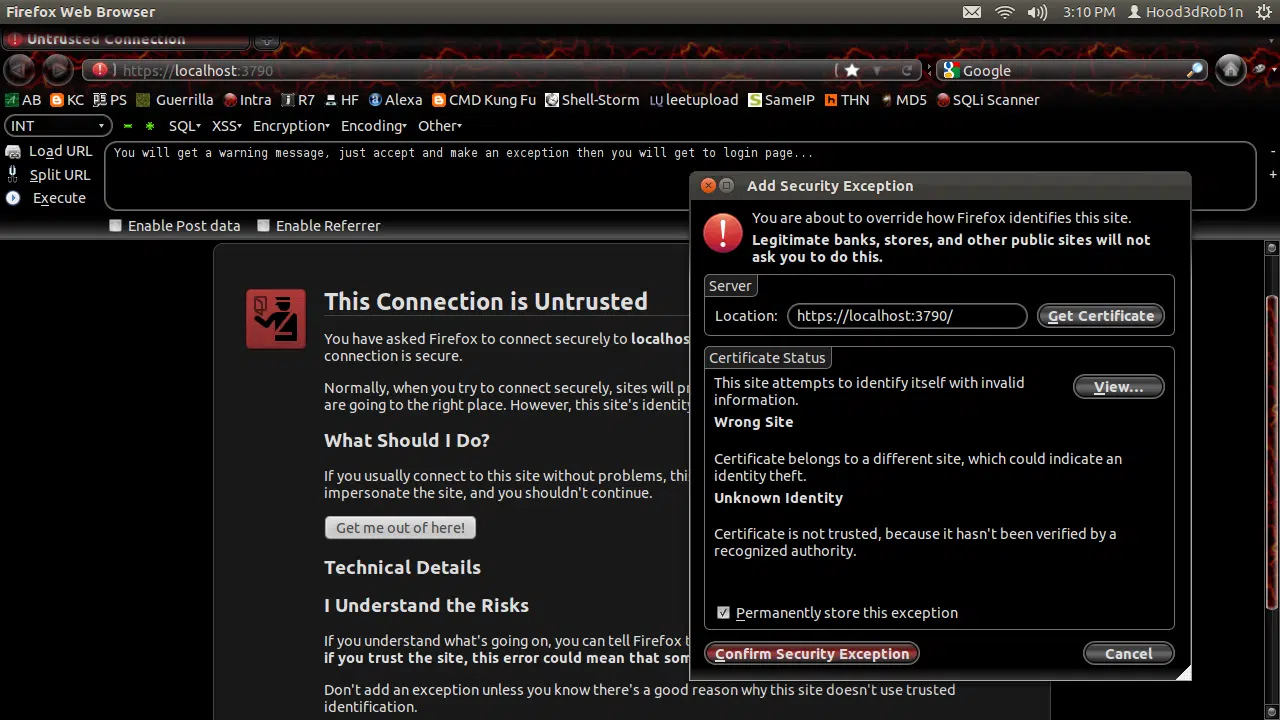 Firefox Web Browser
3:10 PM Hood3dRob1n
Untrusted Connection
https://localhost:3790
Google
AB KC PS Guerrilla Intra R7 HF Alexa CMD Kung Fu Shell-Storm leetupload SameIP THN MD5 SQLi Scanner
INT SQL XSS Encryption Encoding Other
Load URL
Split URL
Execute
You will get a warning message, just accept and make an exception then you will get to login page...
Enable Post data Enable Referrer
This Connection is Untrusted
You have asked Firefox to connect securely to localhos
connection is secure.
Normally, when you try to connect securely, sites will pr
are going to the right place. However, this site's identity
What Should I Do?
If you usually connect to this site without problems, this
impersonate the site, and you shouldn't continue.
Get me out of here!
Technical Details
I Understand the Risks
If you understand what's going on, you can tell Firefox t
if you trust the site, this error could mean that som
Don't add an exception unless you know there's a good reason why this site doesn't use trusted
identification.
Add Security Exception
You are about to override how Firefox identifies this site.
Legitimate banks, stores, and other public sites will not
ask you to do this.
Server
Location: https://localhost:3790/ Get Certificate
Certificate Status
This site attempts to identify itself with invalid
information.
View...
Wrong Site
Certificate belongs to a different site, which could indicate an
identity theft.
Unknown Identity
Certificate is not trusted, because it hasn't been verified by a
recognized authority.
Permanently store this exception
Confirm Security Exception Cancel